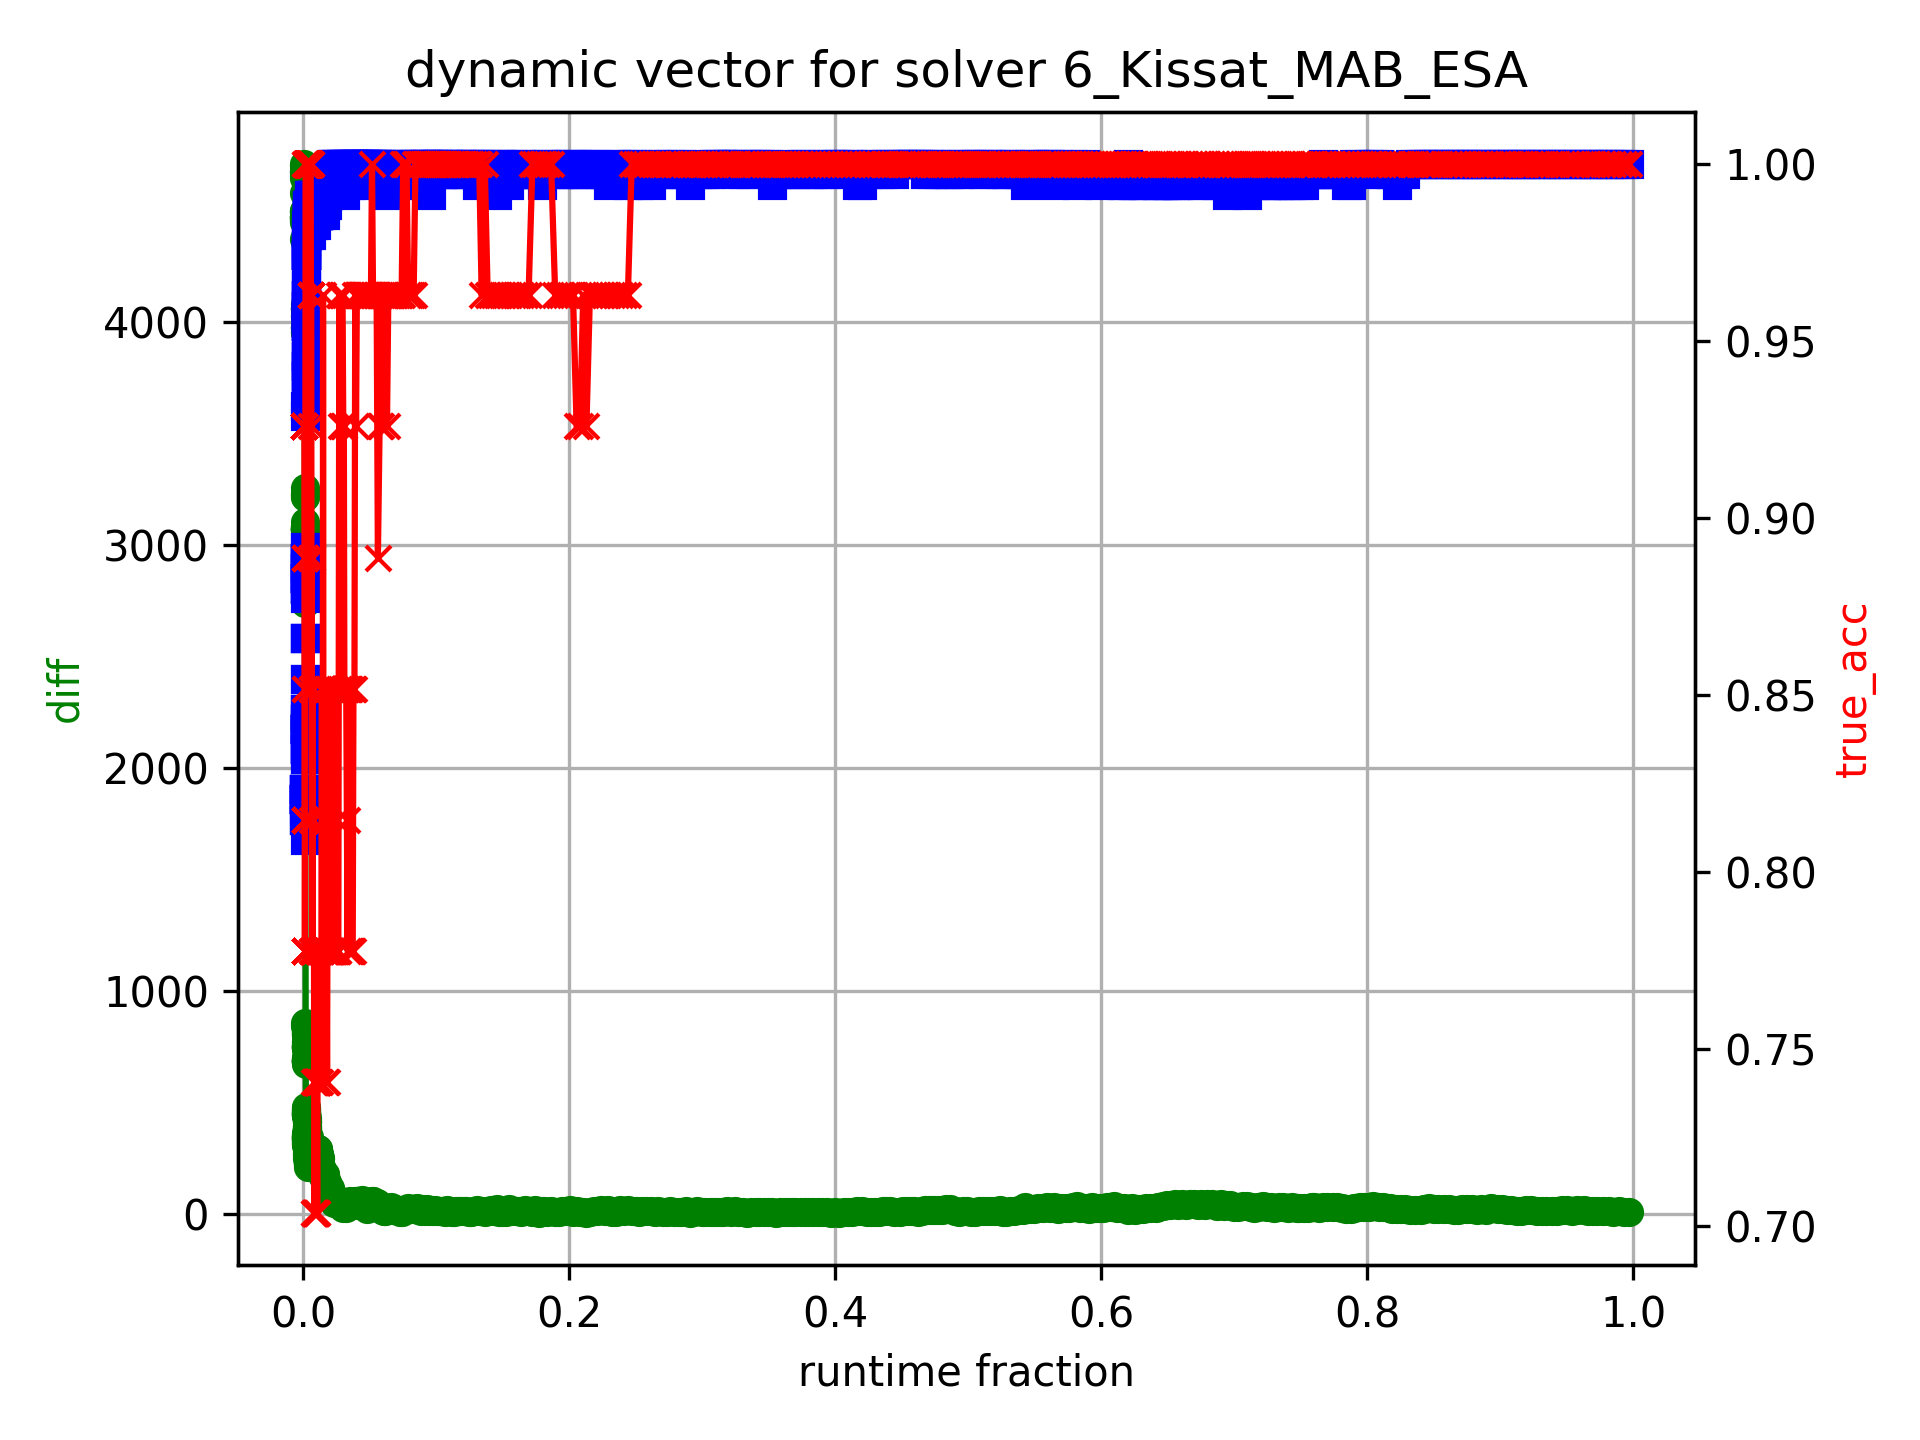 dynamic vector for solver 6_Kissat_MAB_ESA
diff
4000
3000
2000
1000
0
1.00
0.95
0.90
0.85
0.80
0.75
0.70
true_acc
0.0 0.2 0.4 0.6 0.8 1.0
runtime fraction